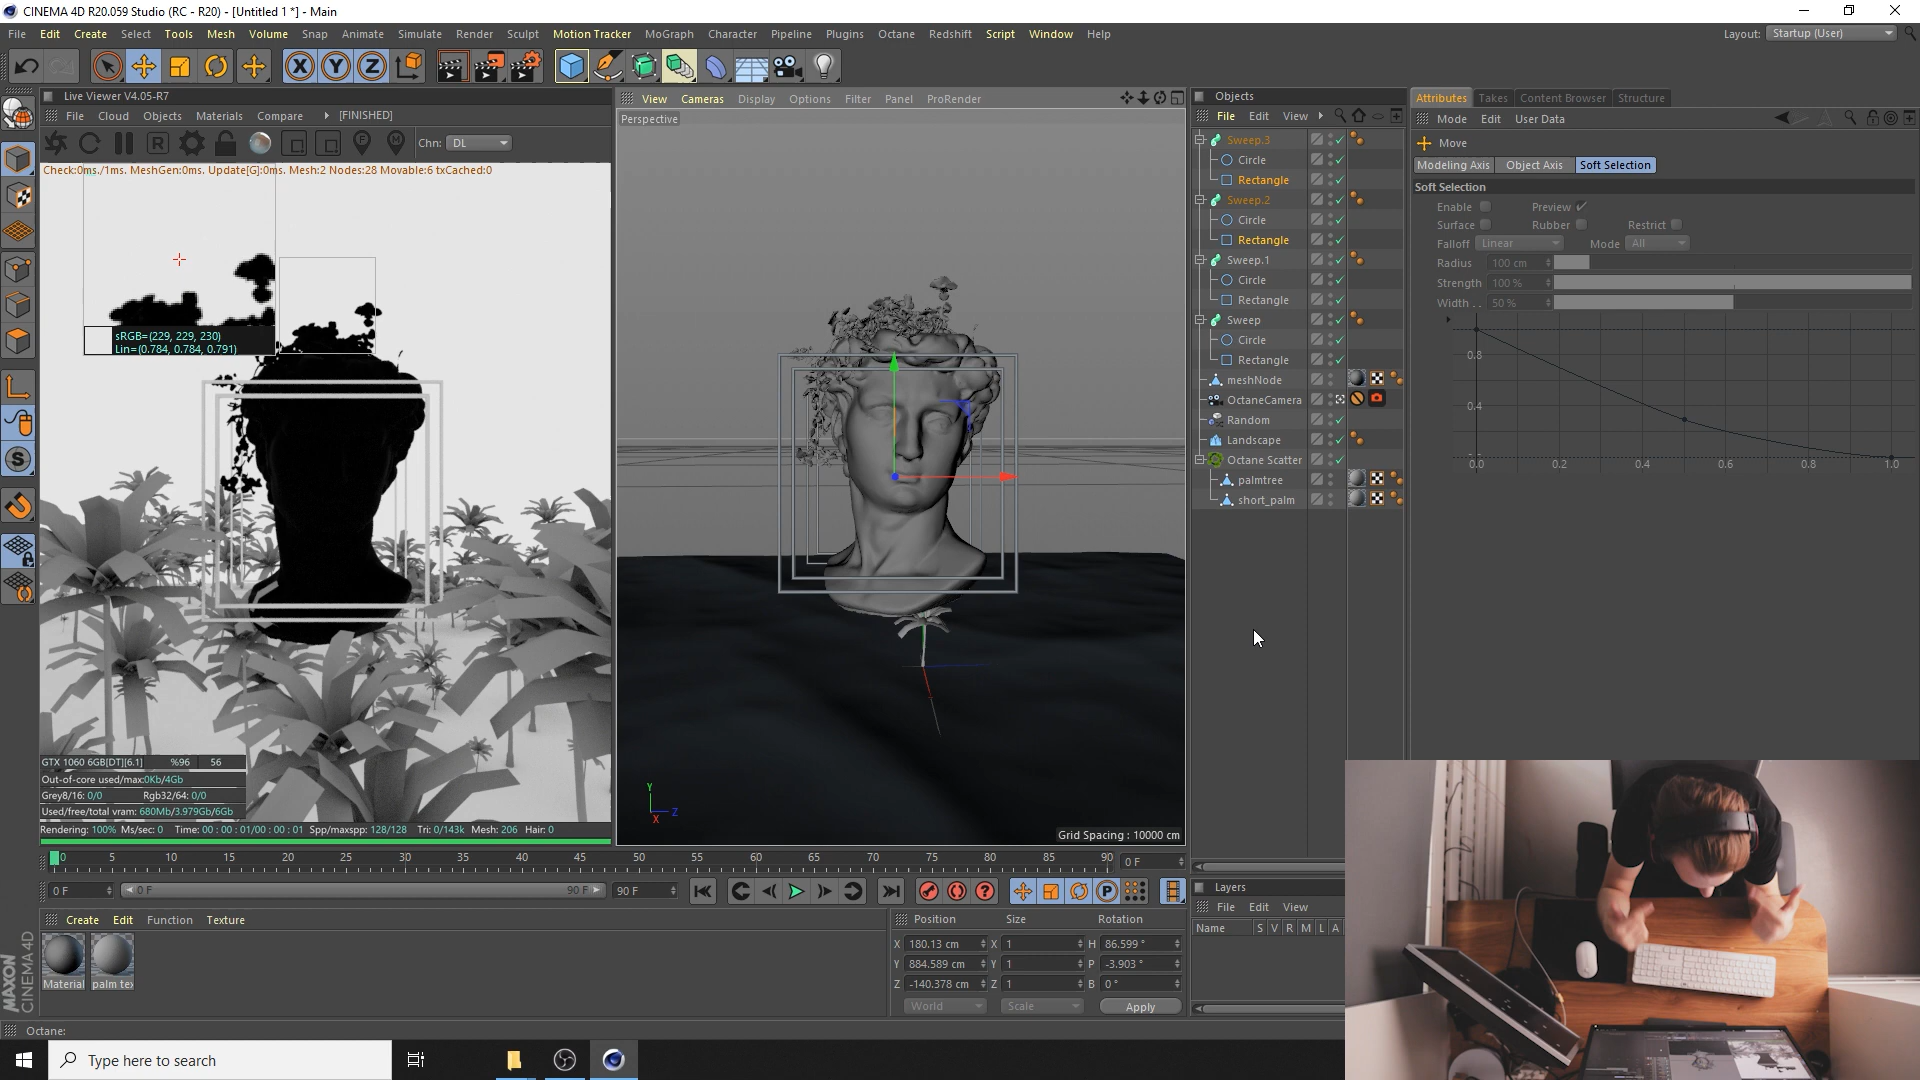 CINEMA 4D R20.059 Studio (RC - R20) - [Untitled 1 *] - Main
File Edit Create Select Tools Mesh Volume Snap Animate Simulate Render Sculpt Motion Tracker MoGraph Character Pipeline Plugins Octane Redshift Script Window Help
Layout: Startup (User)
Live Viewer V4.05-R7
File Cloud Objects Materials Compare [FINISHED]
Chn: DL
Check:0ms./1ms. MeshGen:0ms. Update[G]:0ms. Mesh:2 Nodes:28 Movable:6 txCached:0
sRGB=(229, 229, 230)
Lin=(0.784, 0.784, 0.791)
GTX 1060 6GB[DT][6.1] %96 56
Out-of-core used/max:0Kb/4Gb
Grey8/16: 0/0 Rgb32/64: 0/0
Used/free/total vram: 680Mb/3.979Gb/6Gb
Rendering: 100% Ms/sec: 0 Time: 00 : 00 : 01/00 : 00 : 01 Spp/maxspp: 128/128 Tri: 0/143k Mesh: 206 Hair: 0
View Cameras Display Options Filter Panel ProRender
Perspective
Y
Z
X
Grid Spacing : 10000 cm
Objects
File Edit View
Sweep.3
Circle
Rectangle
Sweep.2
Circle
Rectangle
Sweep.1
Circle
Rectangle
Sweep
Circle
Rectangle
meshNode
OctaneCamera
Random
Landscape
Octane Scatter
palmtree
short_palm
Attributes Takes Content Browser Structure
Mode Edit User Data
Move
Modeling Axis Object Axis Soft Selection
Soft Selection
Enable Preview
Surface Rubber Restrict
Falloff Linear Mode All
Radius 100 cm
Strength 100 %
Width . . 50 %
0.8
0.4
0.0 0.2 0.4 0.6 0.8 1.0
0 5 10 15 20 25 30 35 40 45 50 55 60 65 70 75 80 85 90 0 F
0 F 0 F 90 F 90 F
Create Edit Function Texture
Material palm tex
Position Size Rotation
X 180.13 cm X 1 H 86.599 °
Y 884.589 cm Y 1 P -3.903 °
Z -140.378 cm Z 1 B 0 °
World Scale Apply
Layers
File Edit View
Name S V R M L A
MAXON
CINEMA 4D
Octane:
Type here to search